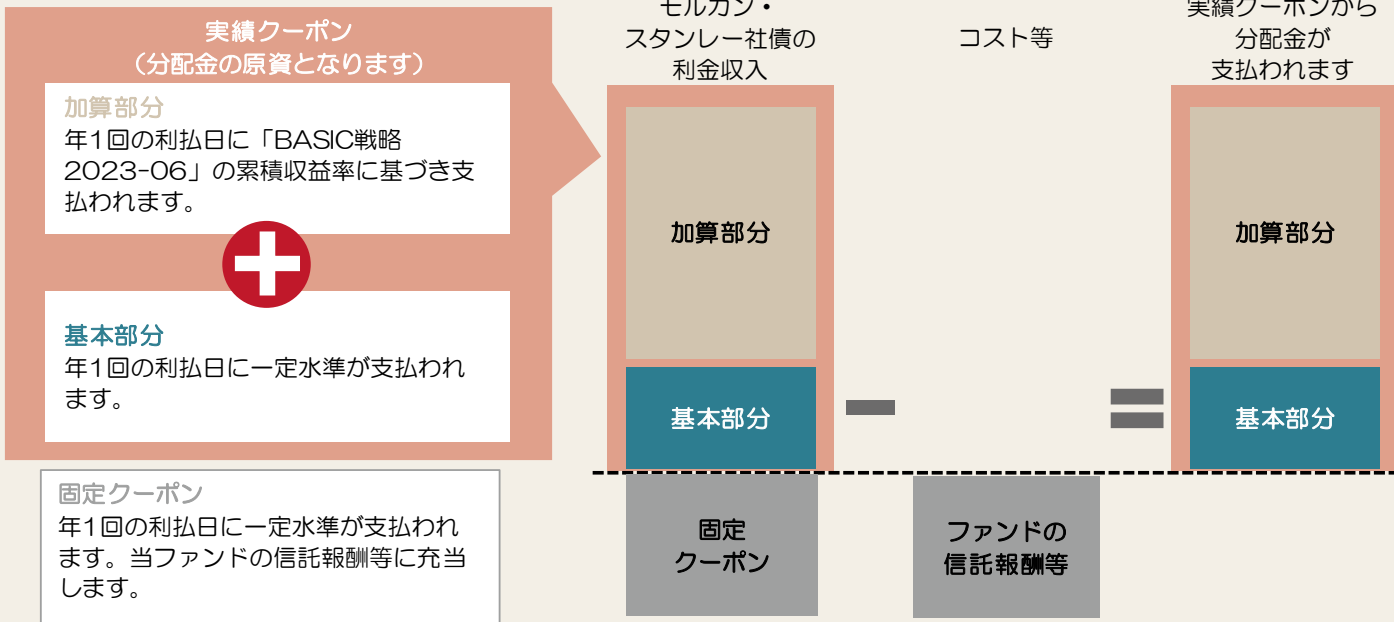 実績クーポン
（分配金の原資となります）
加算部分
年1回の利払日に「BASIC戦略
2023-06」の累積収益率に基づき支
払われます。
基本部分
年1回の利払日に一定水準が支払われ
ます。
固定クーポン
年1回の利払日に一定水準が支払われ
ます。当ファンドの信託報酬等に充当
します。
モルガン・
スタンレー社債の
利金収入
加算部分
基本部分
固定
クーポン
コスト等
ファンドの
信託報酬等
実績クーポンから
分配金が
支払われます
加算部分
基本部分